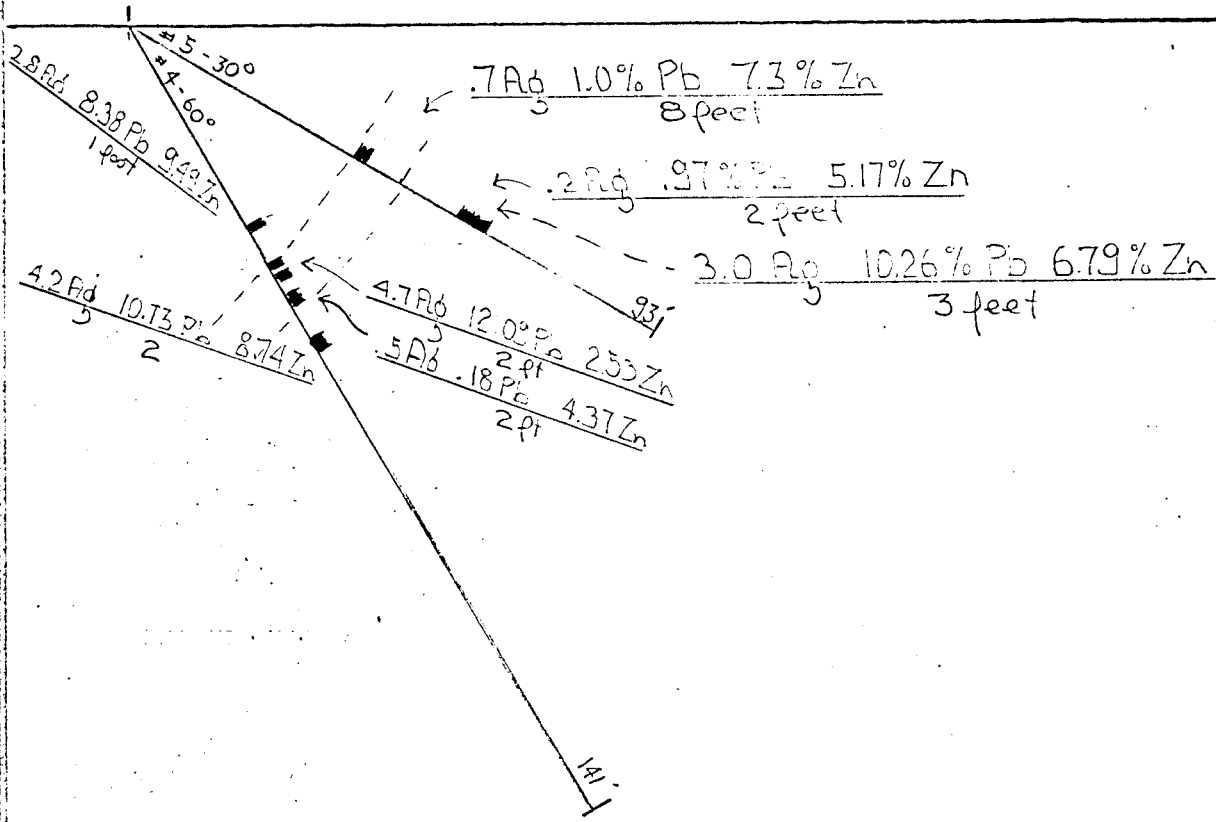 #5-30°
#4-60°
2.8 Ag 8.38 Pb 9.49 Zn
1 foot
.7 Ag 1.0% Pb 7.3% Zn
8 feet
.2 Ag .97% Pb 5.17% Zn
2 feet
3.0 Ag 10.26% Pb 6.79% Zn
3 feet
93'
4.2 Ag 10.73 Pb 8.74 Zn
2
4.7 Ag 12.09 Pb 2.53 Zn
2 ft
.5 Ag .18 Pb 4.37 Zn
2 ft
141'